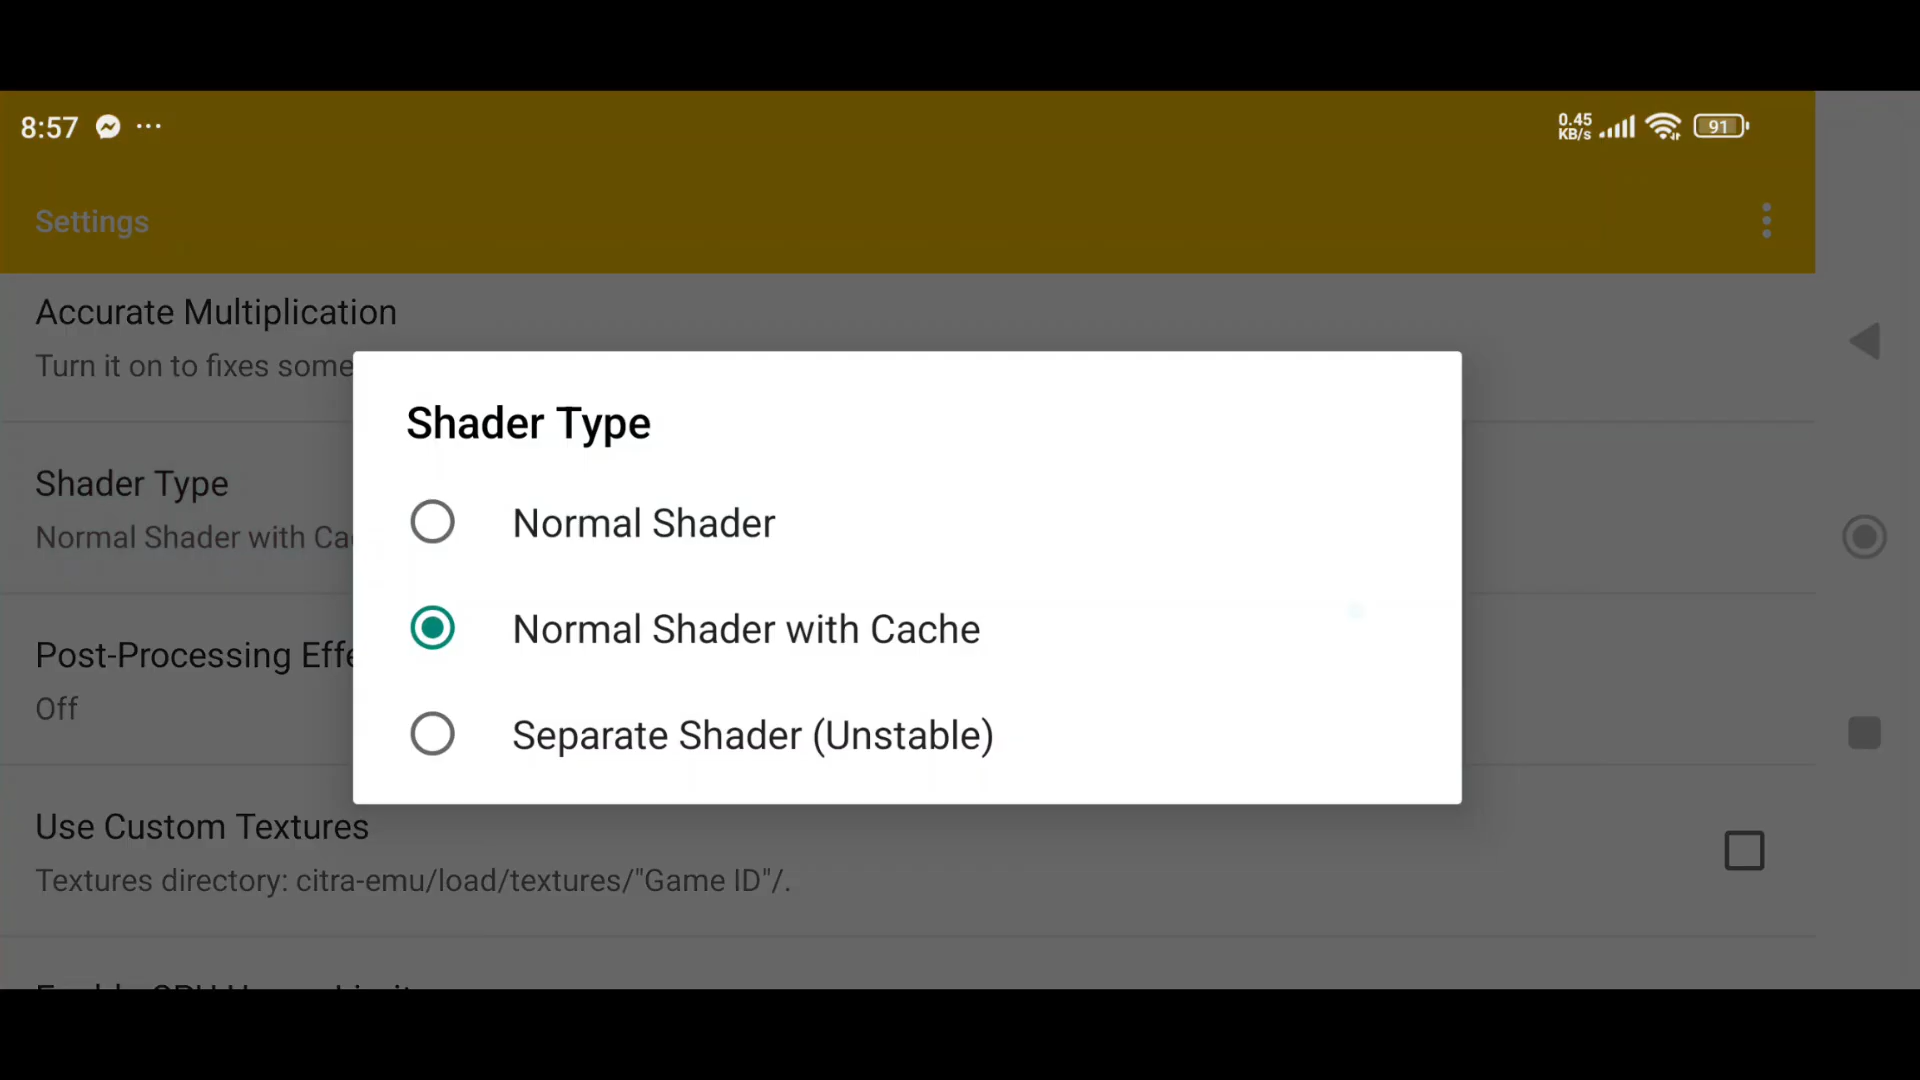 8:57 ...
0.45
KB/s
91
Settings
Accurate Multiplication
Turn it on to fixes some
Shader Type
Shader Type
Normal Shader
Normal Shader with Ca
Normal Shader with Cache
Post-Processing Effe
Off
Separate Shader (Unstable)
Use Custom Textures
Textures directory: citra-emu/load/textures/"Game ID"/.